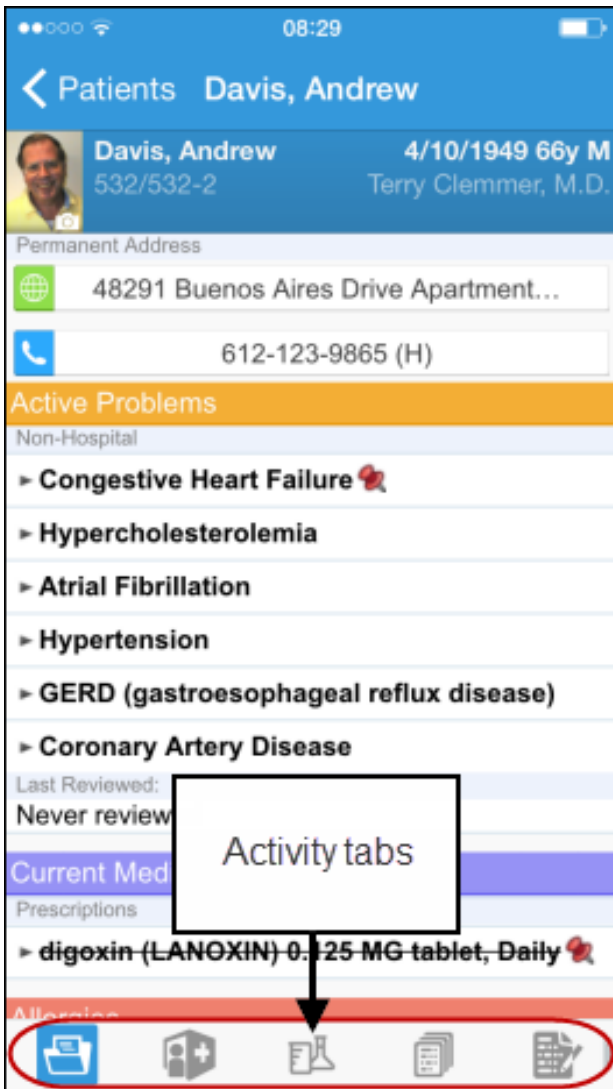 08:29
Patients Davis, Andrew
Davis, Andrew 4/10/1949 66y M
532/532-2 Terry Clemmer, M.D.
Permanent Address
48291 Buenos Aires Drive Apartment…
612-123-9865 (H)
Active Problems
Non-Hospital
Congestive Heart Failure
Hypercholesterolemia
Atrial Fibrillation
Hypertension
GERD (gastroesophageal reflux disease)
Coronary Artery Disease
Last Reviewed:
Never review
Activity tabs
Current Med
Prescriptions
digoxin (LANOXIN) 0.125 MG tablet, Daily
Allergies